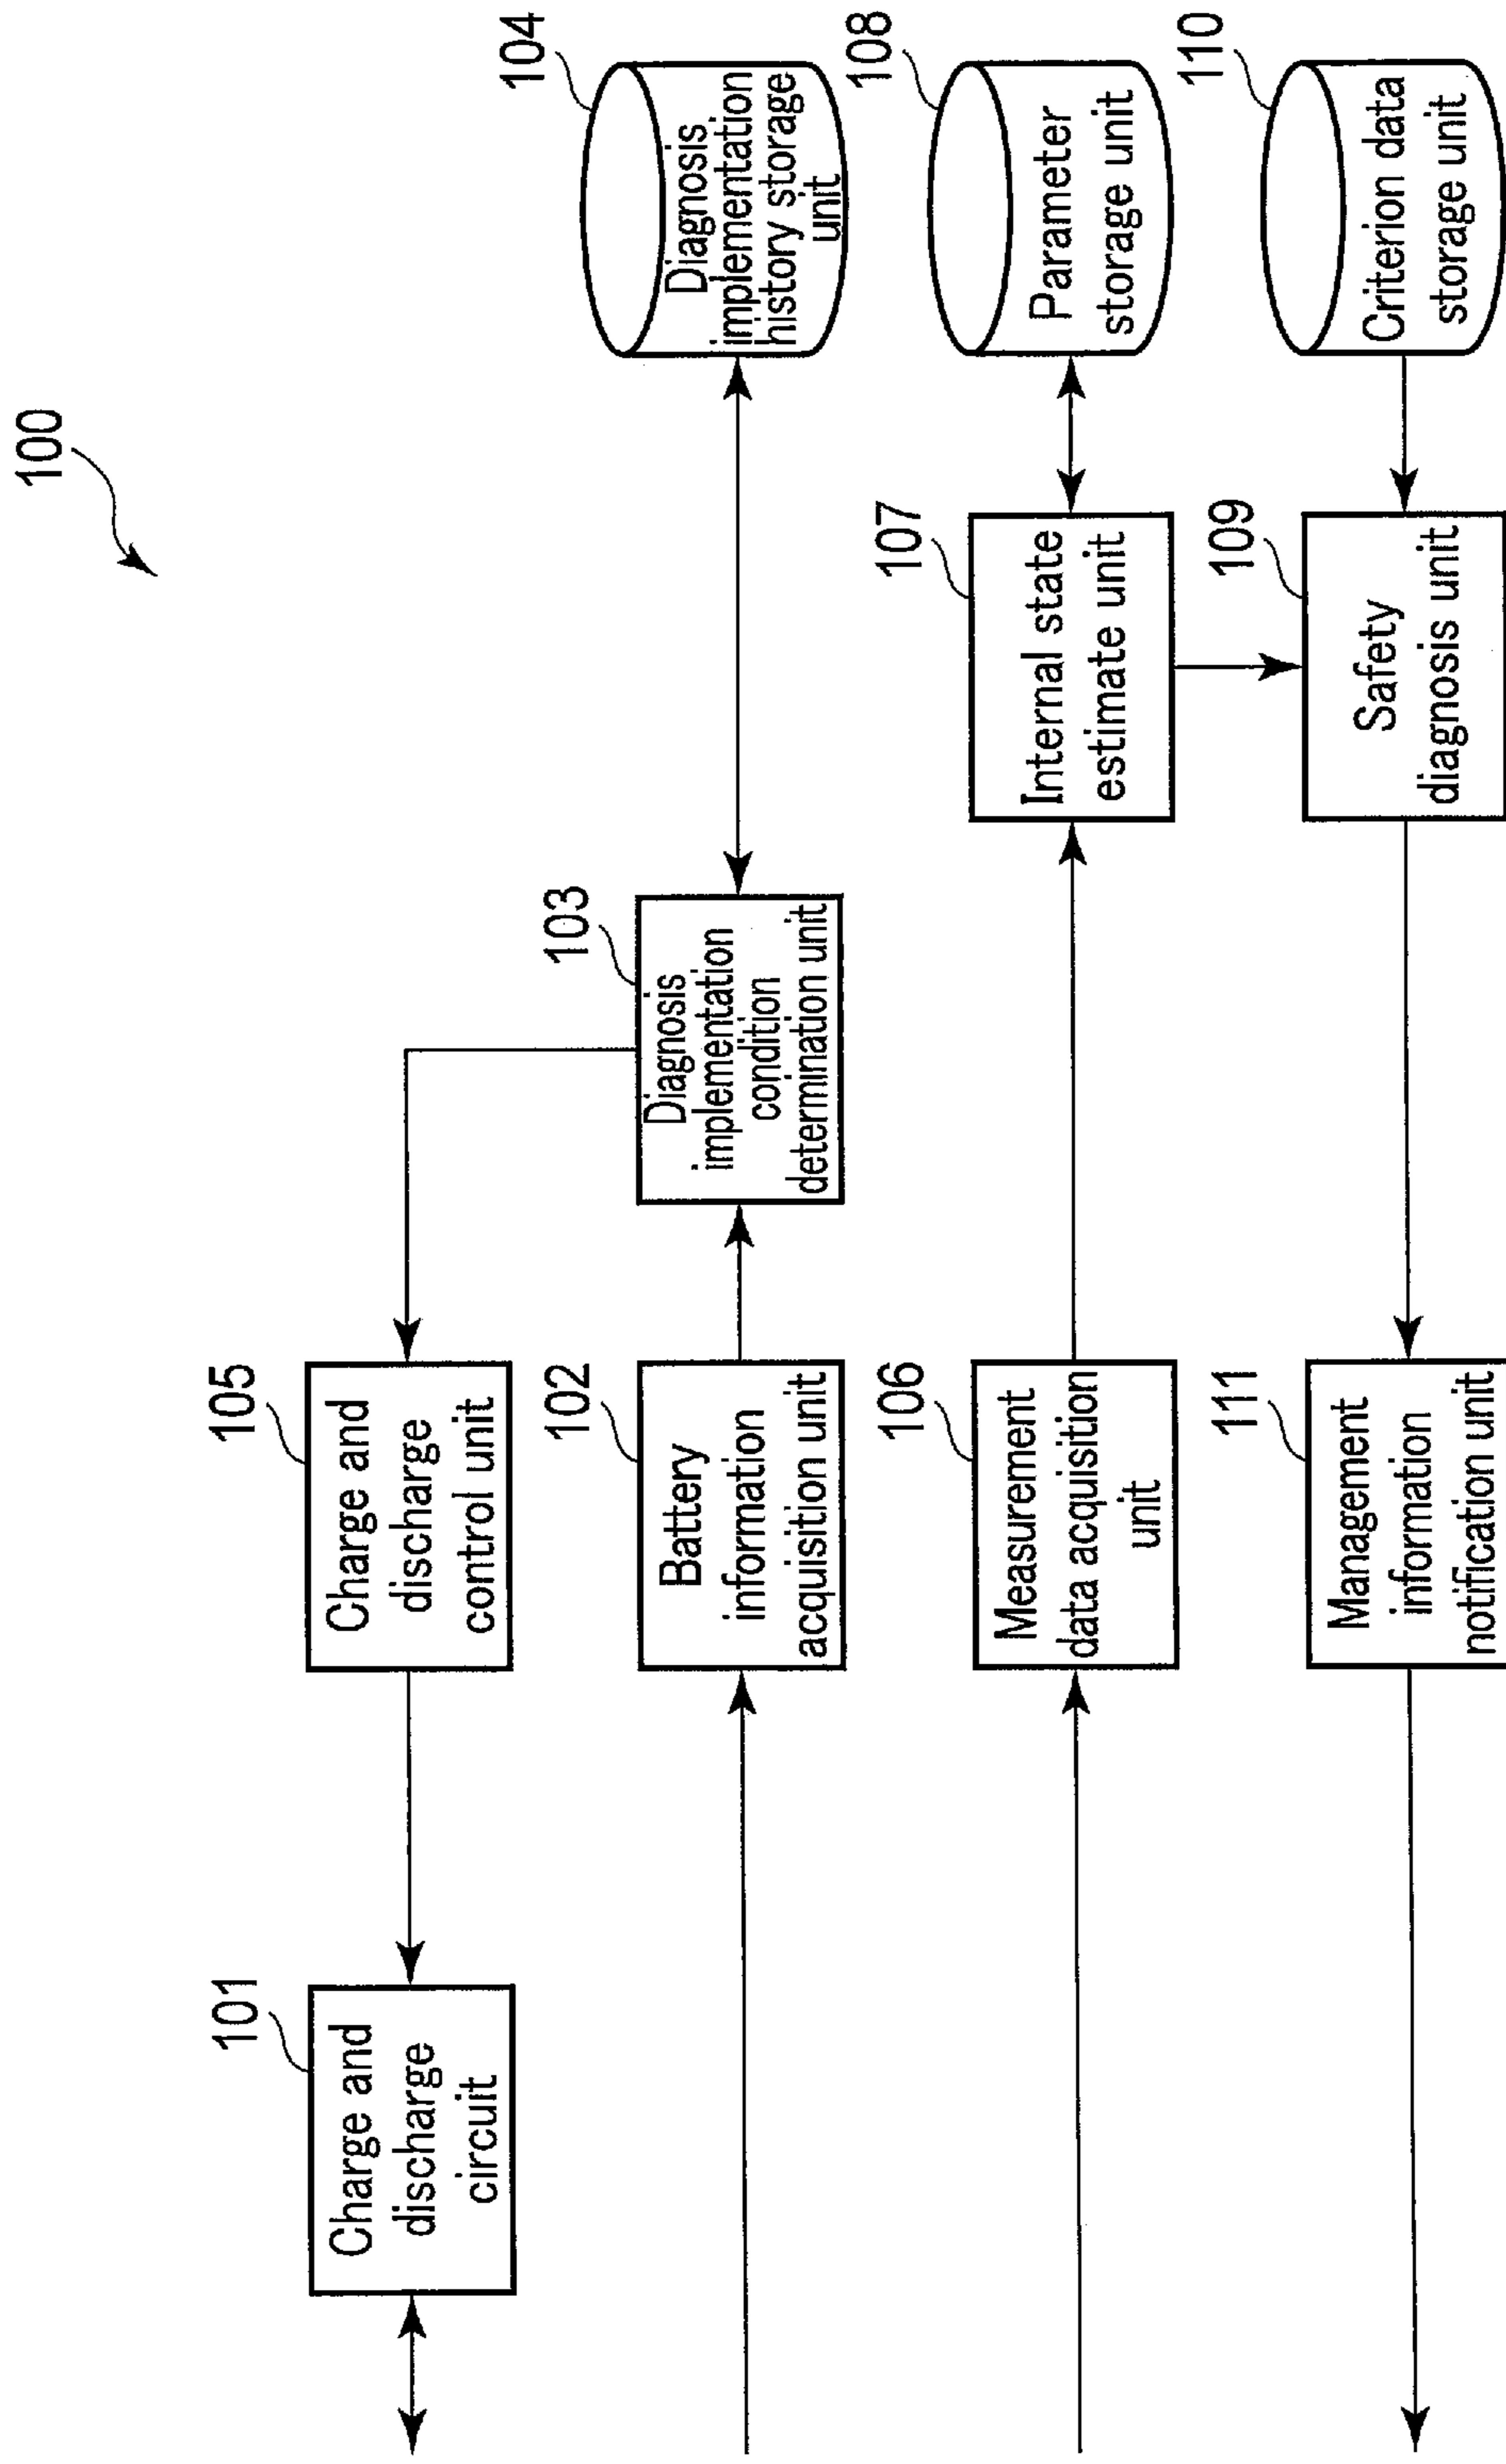 100
101
Charge and
discharge
circuit
105
Charge and
discharge
control unit
102
Battery
information
acquisition unit
103
Diagnosis
implementation
condition
determination unit
104
Diagnosis
implementation
history storage
unit
106
Measurement
data acquisition
unit
107
Internal state
estimate unit
108
Parameter
storage unit
111
Management
information
notification unit
109
Safety
diagnosis unit
110
Criterion data
storage unit